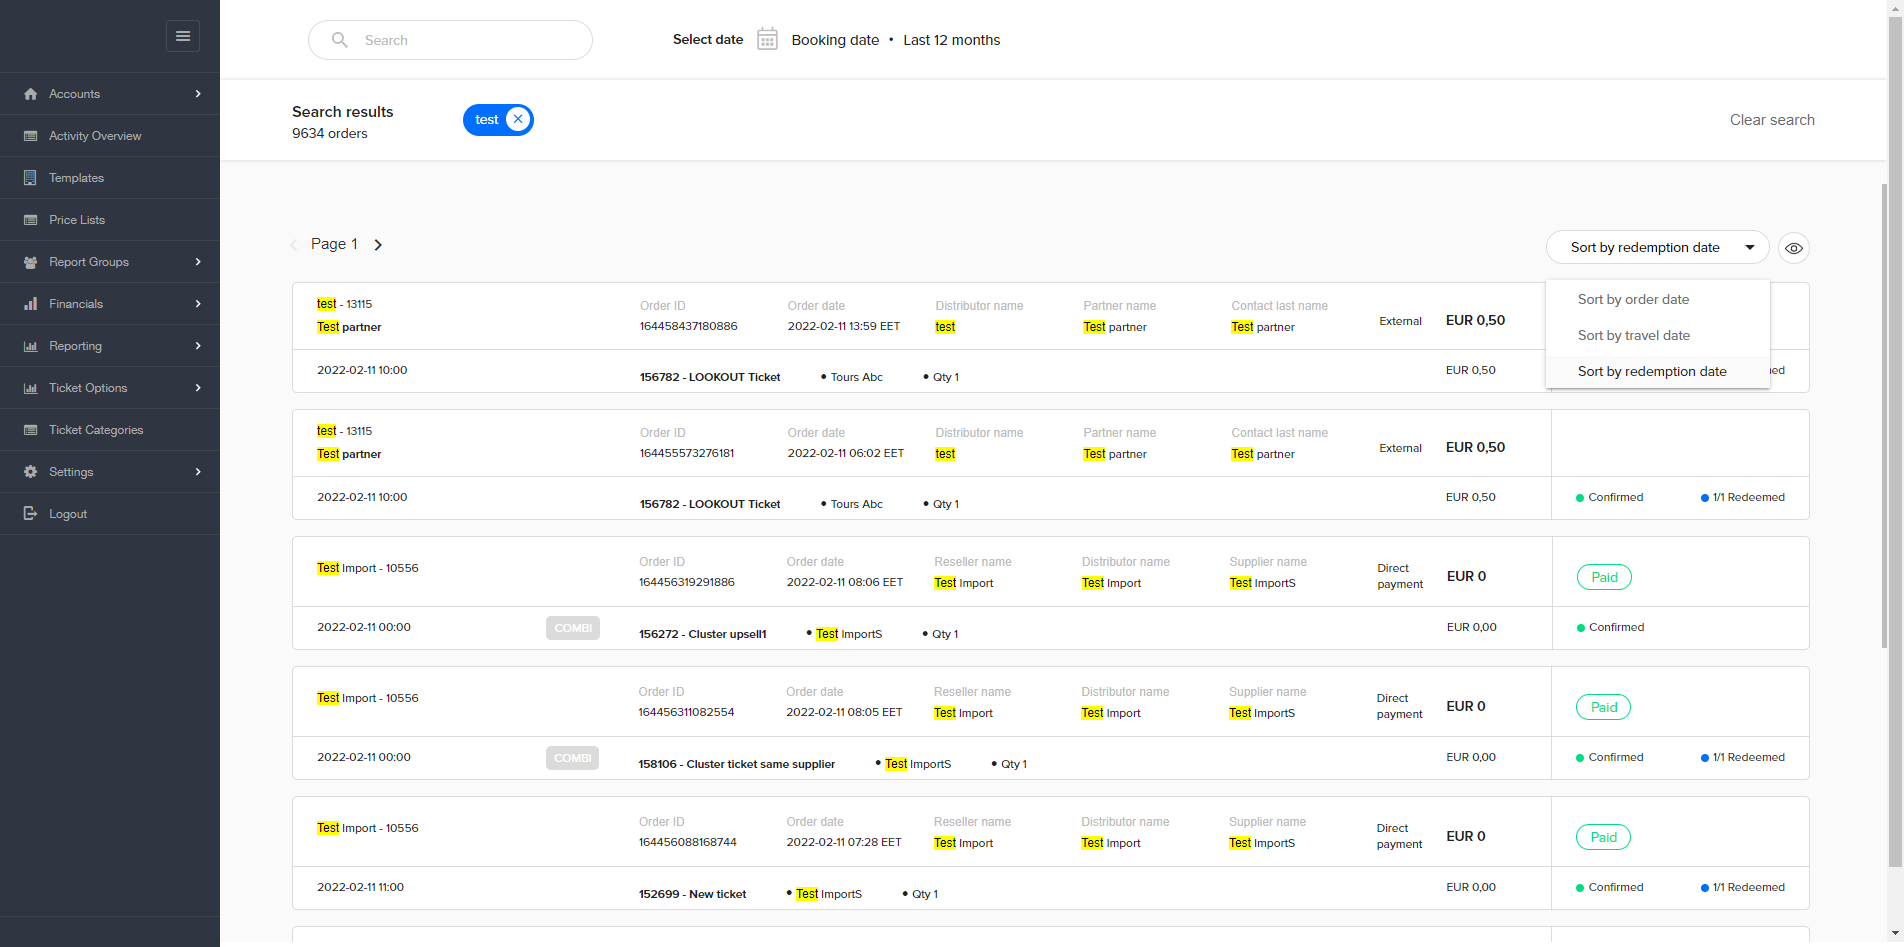 Search
Select date Booking date • Last 12 months
Accounts
Activity Overview
Templates
Price Lists
Report Groups
Financials
Reporting
Ticket Options
Ticket Categories
Settings
Logout
Search results
9634 orders
test
Clear search
Page 1
Sort by redemption date
Sort by order date
Sort by travel date
Sort by redemption date
test - 13115
Test partner
Order ID
164458437180886
Order date
2022-02-11 13:59 EET
Distributor name
test
Partner name
Test partner
Contact last name
Test partner
External
EUR 0,50
2022-02-11 10:00
156782 - LOOKOUT Ticket • Tours Abc • Qty 1
EUR 0,50
test - 13115
Test partner
Order ID
164455573276181
Order date
2022-02-11 06:02 EET
Distributor name
test
Partner name
Test partner
Contact last name
Test partner
External
EUR 0,50
2022-02-11 10:00
156782 - LOOKOUT Ticket • Tours Abc • Qty 1
EUR 0,50
Confirmed
1/1 Redeemed
Test Import - 10556
Order ID
164456319291886
Order date
2022-02-11 08:06 EET
Reseller name
Test Import
Distributor name
Test Import
Supplier name
Test ImportS
Direct
payment
EUR 0
Paid
2022-02-11 00:00
COMBI
156272 - Cluster upsell1 • Test ImportS • Qty 1
EUR 0,00
Confirmed
Test Import - 10556
Order ID
164456311082554
Order date
2022-02-11 08:05 EET
Reseller name
Test Import
Distributor name
Test Import
Supplier name
Test ImportS
Direct
payment
EUR 0
Paid
2022-02-11 00:00
COMBI
158106 - Cluster ticket same supplier • Test ImportS • Qty 1
EUR 0,00
Confirmed
1/1 Redeemed
Test Import - 10556
Order ID
164456088168744
Order date
2022-02-11 07:28 EET
Reseller name
Test Import
Distributor name
Test Import
Supplier name
Test ImportS
Direct
payment
EUR 0
Paid
2022-02-11 11:00
152699 - New ticket • Test ImportS • Qty 1
EUR 0,00
Confirmed
1/1 Redeemed